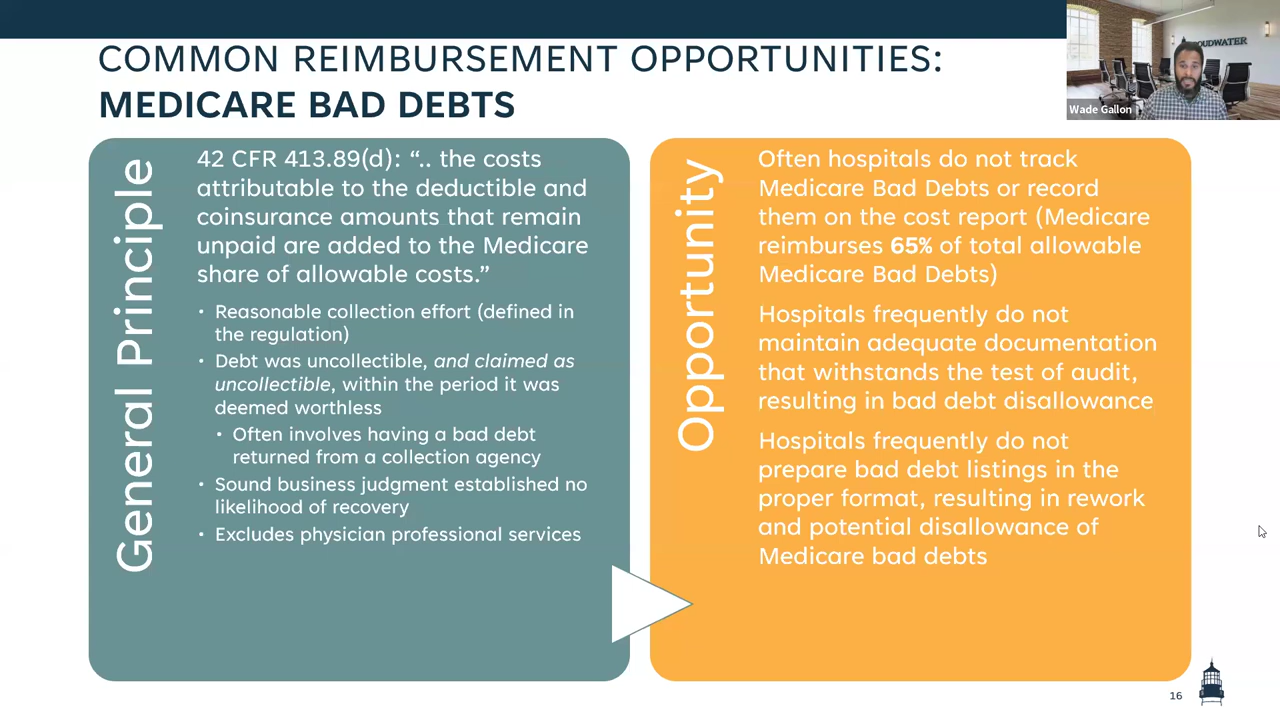 COMMON REIMBURSEMENT OPPORTUNITIES:
MEDICARE BAD DEBTS
General Principle
42 CFR 413.89(d): “.. the costs
attributable to the deductible and
coinsurance amounts that remain
unpaid are added to the Medicare
share of allowable costs.”
• Reasonable collection effort (defined in
the regulation)
• Debt was uncollectible, and claimed as
uncollectible, within the period it was
deemed worthless
• Often involves having a bad debt
returned from a collection agency
• Sound business judgment established no
likelihood of recovery
• Excludes physician professional services
Opportunity
Often hospitals do not track
Medicare Bad Debts or record
them on the cost report (Medicare
reimburses 65% of total allowable
Medicare Bad Debts)
Hospitals frequently do not
maintain adequate documentation
that withstands the test of audit,
resulting in bad debt disallowance
Hospitals frequently do not
prepare bad debt listings in the
proper format, resulting in rework
and potential disallowance of
Medicare bad debts
Wade Gallon
16